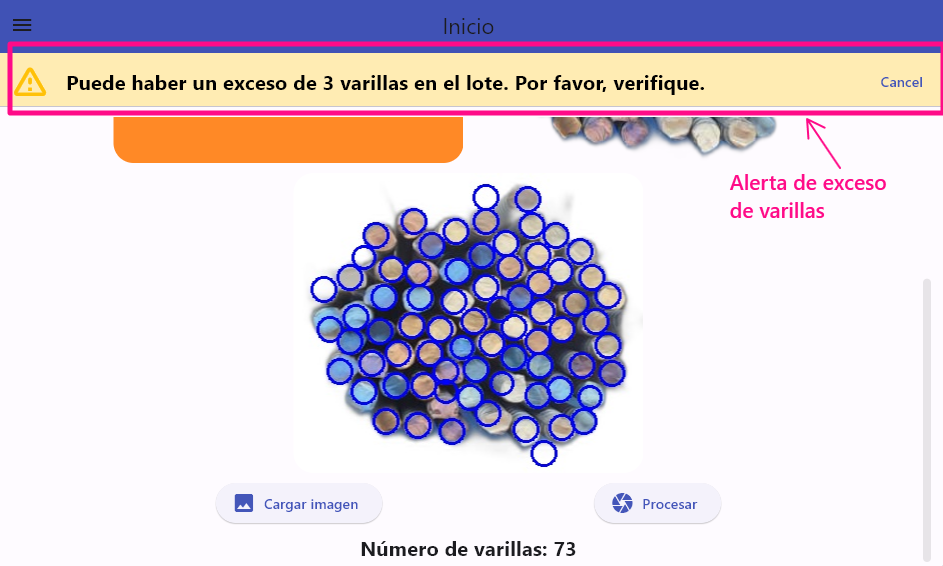 Inicio
Puede haber un exceso de 3 varillas en el lote. Por favor, verifique.
Cancel
Alerta de exceso
de varillas
Cargar imagen
Procesar
Número de varillas: 73